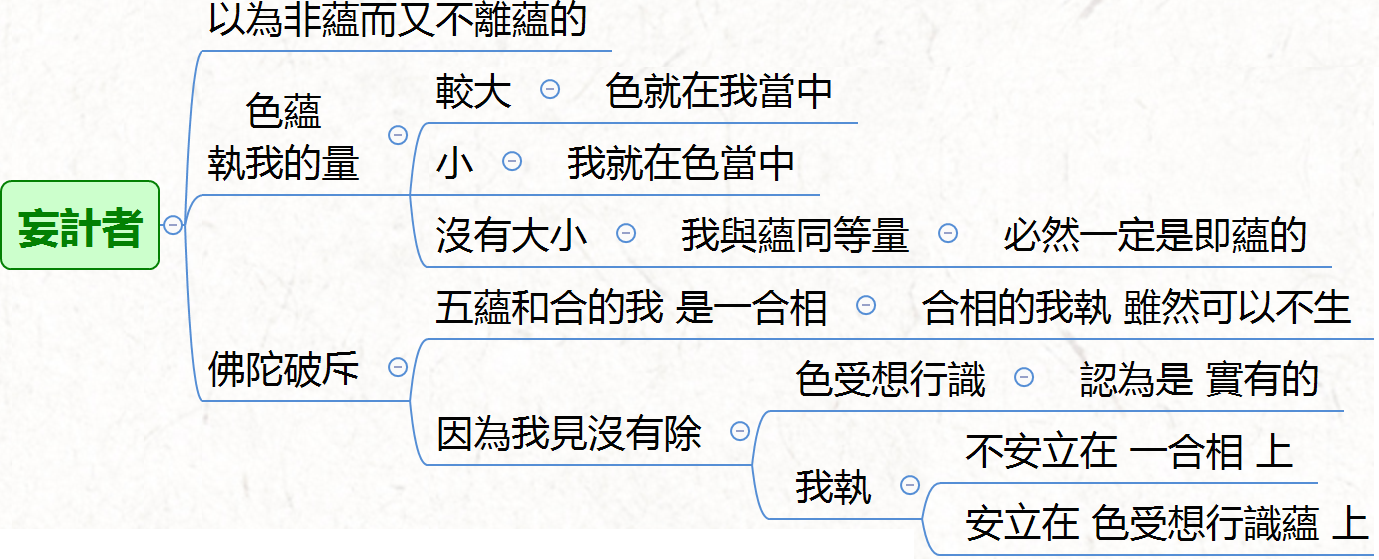 以為非蘊而又不離蘊的
色蘊
執我的量
較大
色就在我當中
小
我就在色當中
沒有大小
我與蘊同等量
必然一定是即蘊的
妄計者
佛陀破斥
五蘊和合的我 是一合相
合相的我執 雖然可以不生
因為我見沒有除
色受想行識
認為是 實有的
我執
不安立在 一合相 上
安立在 色受想行識蘊 上